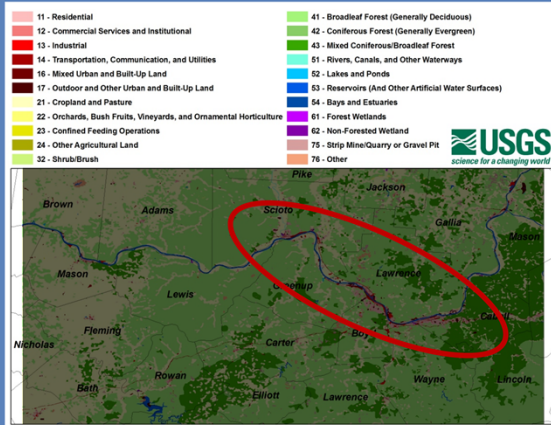 11 - Residential
12 - Commercial Services and Institutional
13 - Industrial
14 - Transportation, Communication, and Utilities
16 - Mixed Urban and Built-Up Land
17 - Outdoor and Other Urban and Built-Up Land
21 - Cropland and Pasture
22 - Orchards, Bush Fruits, Vineyards, and Ornamental Horticulture
23 - Confined Feeding Operations
24 - Other Agricultural Land
32 - Shrub/Brush
41 - Broadleaf Forest (Generally Deciduous)
42 - Coniferous Forest (Generally Evergreen)
43 - Mixed Coniferous/Broadleaf Forest
51 - Rivers, Canals, and Other Waterways
52 - Lakes and Ponds
53 - Reservoirs (And Other Artificial Water Surfaces)
54 - Bays and Estuaries
61 - Forest Wetlands
62 - Non-Forested Wetland
75 - Strip Mine/Quarry or Gravel Pit
76 - Other
USGS
science for a changing world
Pike
Jackson
Brown
Adams
Scioto
Gallia
Mason
Mason
Lawrence
Lewis
Greenup
Cabell
Fleming
Boyd
Nicholas
Carter
Rowan
Wayne
Bath
Elliott
Lawrence
Lincoln